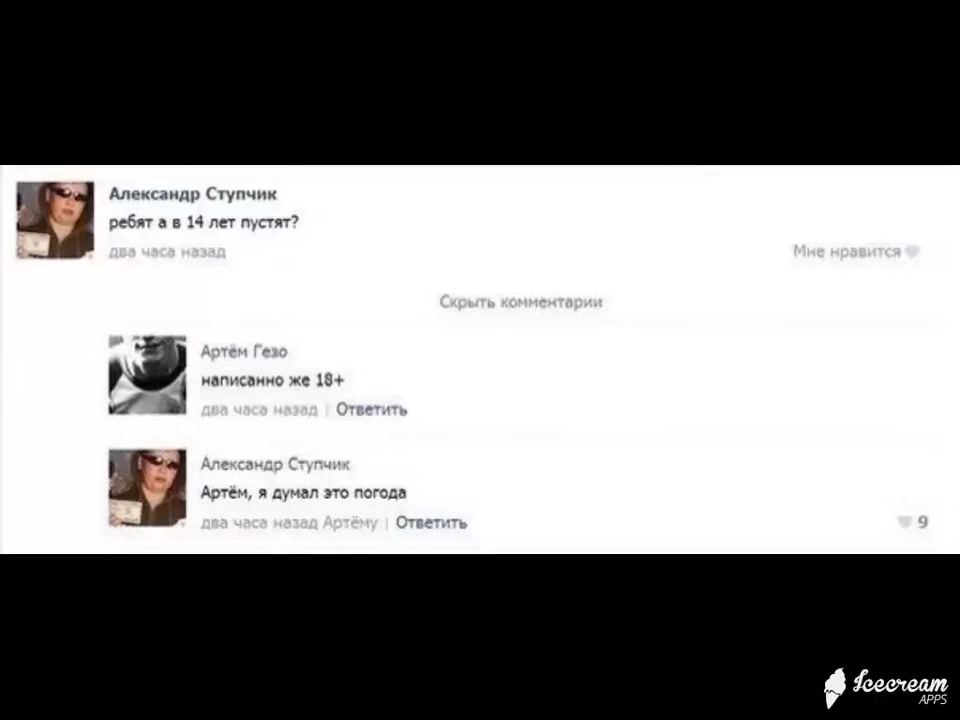 Александр Ступчик
ребят а в 14 лет пустят?
два часа назад
Мне нравится
Скрыть комментарии
Артём Гезо
написанно же 18+
два часа назад | Ответить
Александр Ступчик
Артём, я думал это погода
два часа назад Артёму | Ответить
9
Icecream
APPS